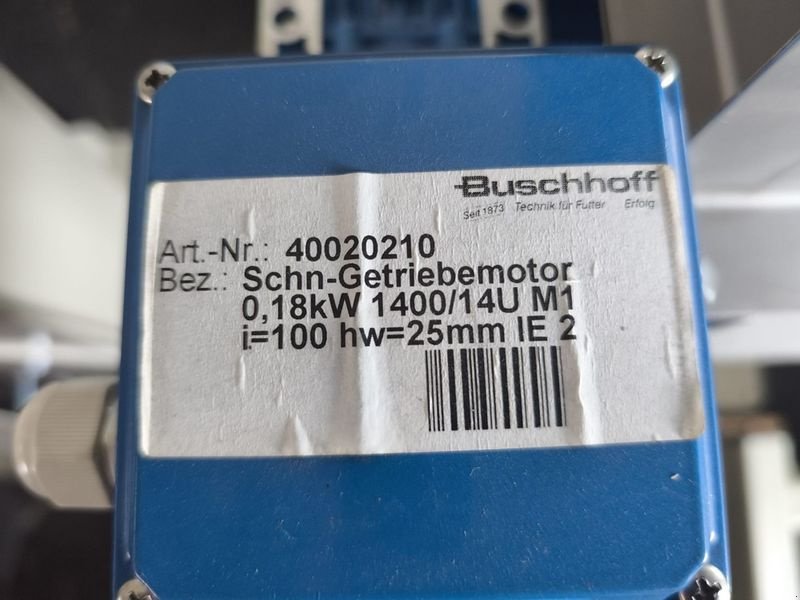 Buschhoff
Seit 1873 Technik für Futter Erfolg
Art.-Nr.: 40020210
Bez.: Schn-Getriebemotor
0,18kW 1400/14U M1
i=100 hw=25mm IE 2